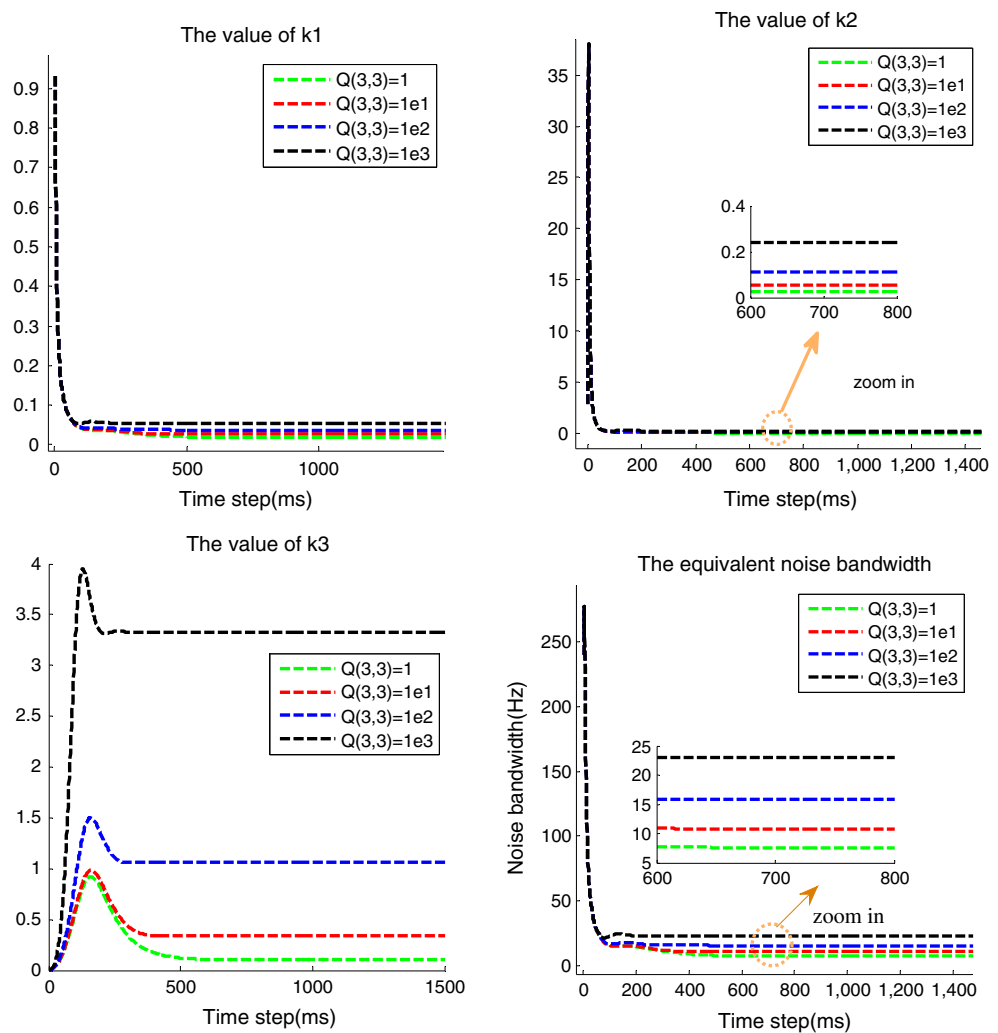 The value of k1
0.9
0.8
0.7
0.6
0.5
0.4
0.3
0.2
0.1
0
0
500
1000
Time step(ms)
Q(3,3)=1
Q(3,3)=1e1
Q(3,3)=1e2
Q(3,3)=1e3
The value of k2
35
30
25
20
15
10
5
0
0
200
400
600
800
1,000
1,200
1,400
Time step(ms)
Q(3,3)=1
Q(3,3)=1e1
Q(3,3)=1e2
Q(3,3)=1e3
0.4
0.2
0
600
700
800
zoom in
The value of k3
4
3.5
3
2.5
2
1.5
1
0.5
0
0
500
1000
1500
Time step(ms)
Q(3,3)=1
Q(3,3)=1e1
Q(3,3)=1e2
Q(3,3)=1e3
The equivalent noise bandwidth
Noise bandwidth(Hz)
250
200
150
100
50
0
0
200
400
600
800
1,000
1,200
1,400
Time step(ms)
Q(3,3)=1
Q(3,3)=1e1
Q(3,3)=1e2
Q(3,3)=1e3
25
20
15
10
5
600
700
800
zoom in